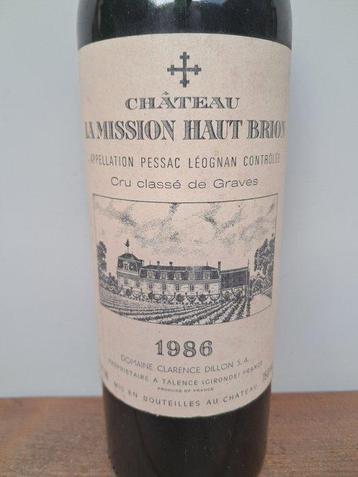 CHÂTEAU
LA MISSION HAUT BRION
APPELLATION PESSAC LÉOGNAN CONTRÔLÉE
Cru classé de Graves
1986
DOMAINE CLARENCE DILLON S.A.
PROPRIÉTAIRE A TALENCE (GIRONDE) FRANCE
PRODUCE OF FRANCE
MIS EN BOUTEILLES AU CHATEAU